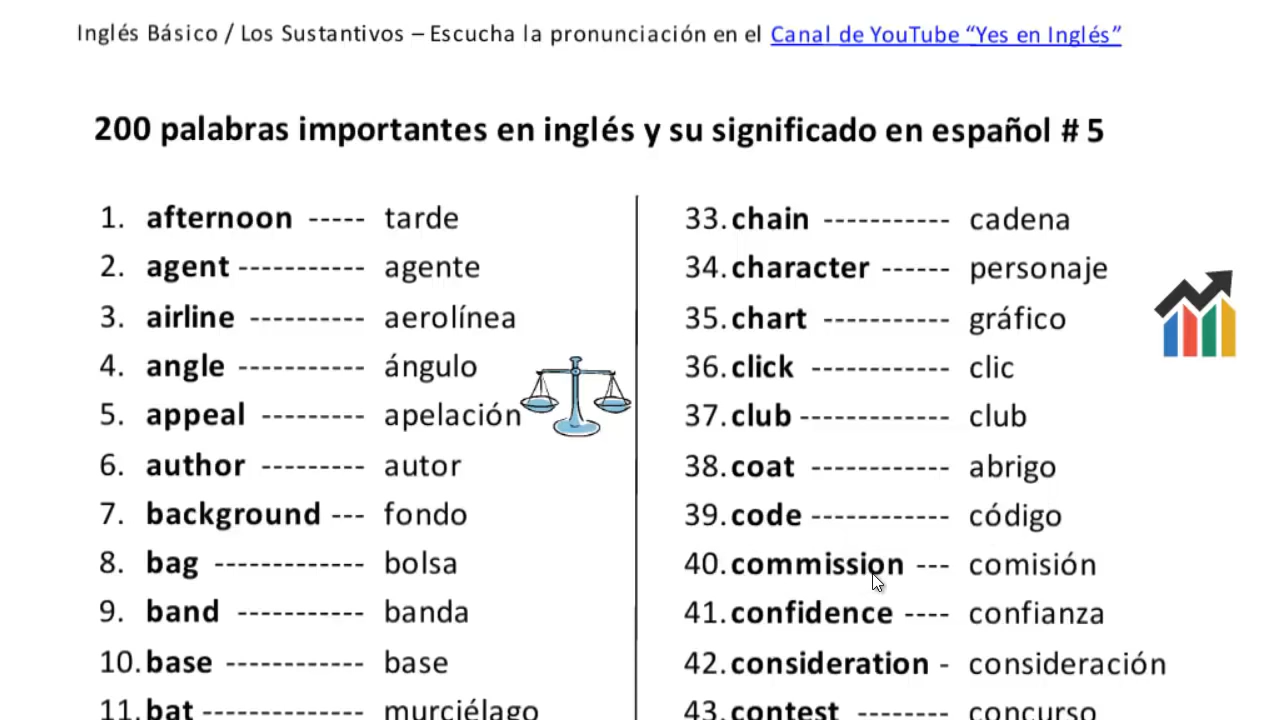 Inglés Básico / Los Sustantivos – Escucha la pronunciación en el Canal de YouTube “Yes en Inglés”
200 palabras importantes en inglés y su significado en español # 5
1. afternoon ----- tarde
2. agent ----------- agente
3. airline ---------- aerolínea
4. angle ----------- ángulo
5. appeal --------- apelación
6. author --------- autor
7. background --- fondo
8. bag ------------- bolsa
9. band ----------- banda
10. base ------------ base
11. bat -------------- murciélago
33. chain ----------- cadena
34. character ------ personaje
35. chart ----------- gráfico
36. click ------------ clic
37. club ------------- club
38. coat ------------ abrigo
39. code ------------ código
40. commission --- comisión
41. confidence ---- confianza
42. consideration - consideración
43. contest -------- concurso